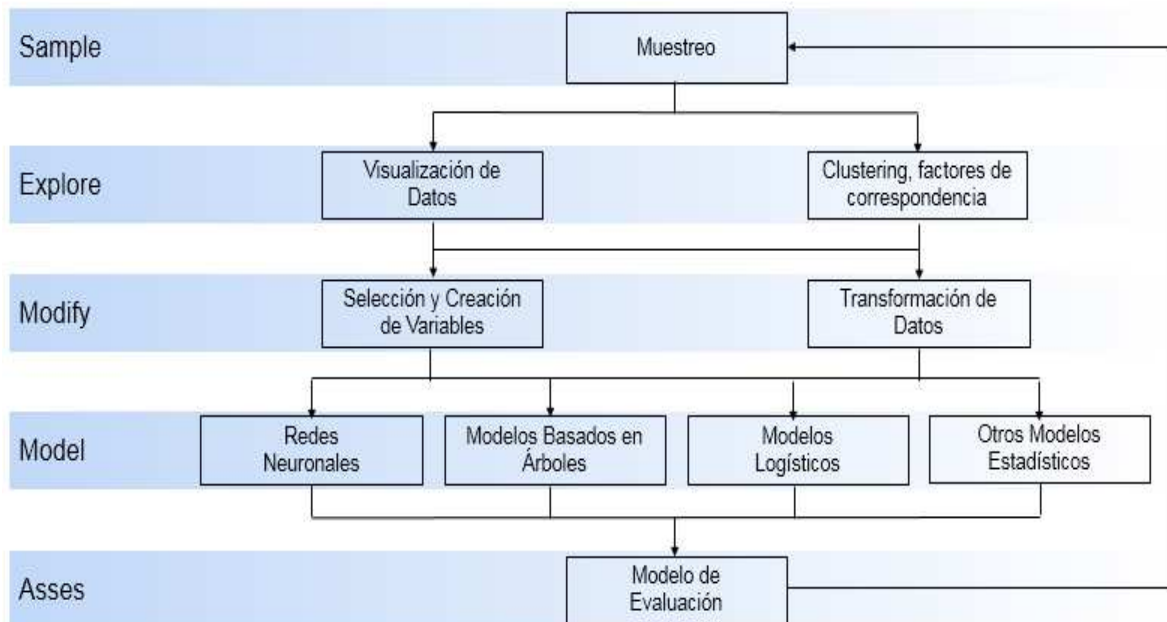 Sample
Muestreo
Explore
Visualización de
Datos
Clustering, factores de
correspondencia
Modify
Selección y Creación
de Variables
Transformación de
Datos
Model
Redes
Neuronales
Modelos Basados en
Árboles
Modelos
Logísticos
Otros Modelos
Estadísticos
Asses
Modelo de
Evaluación